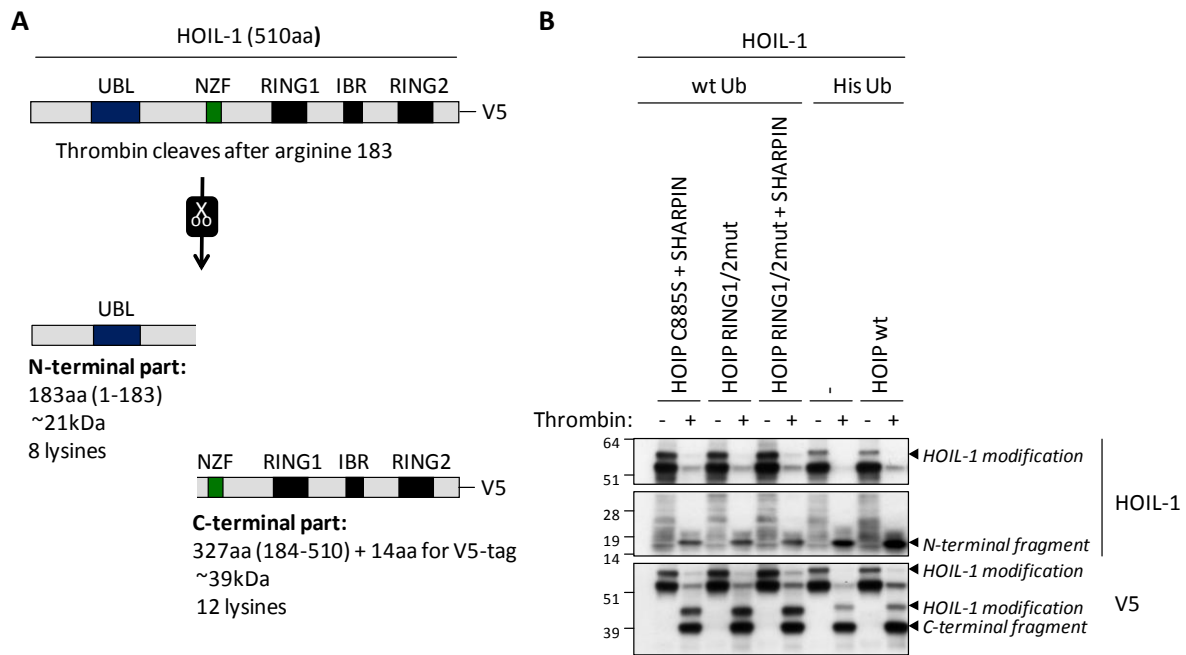 A
HOIL-1 (510aa)
UBL NZF RING1 IBR RING2
V5
Thrombin cleaves after arginine 183
UBL
N-terminal part:
183aa (1-183)
~21kDa
8 lysines
NZF RING1 IBR RING2
V5
C-terminal part:
327aa (184-510) + 14aa for V5-tag
~39kDa
12 lysines
B
HOIL-1
wt Ub His Ub
HOIP C885S + SHARPIN
HOIP RING1/2mut
HOIP RING1/2mut + SHARPIN
-
HOIP wt
Thrombin: - + - + - + - + - +
64
HOIL-1 modification
51
28
19
N-terminal fragment
14
HOIL-1
HOIL-1 modification
51
HOIL-1 modification
39
C-terminal fragment
V5